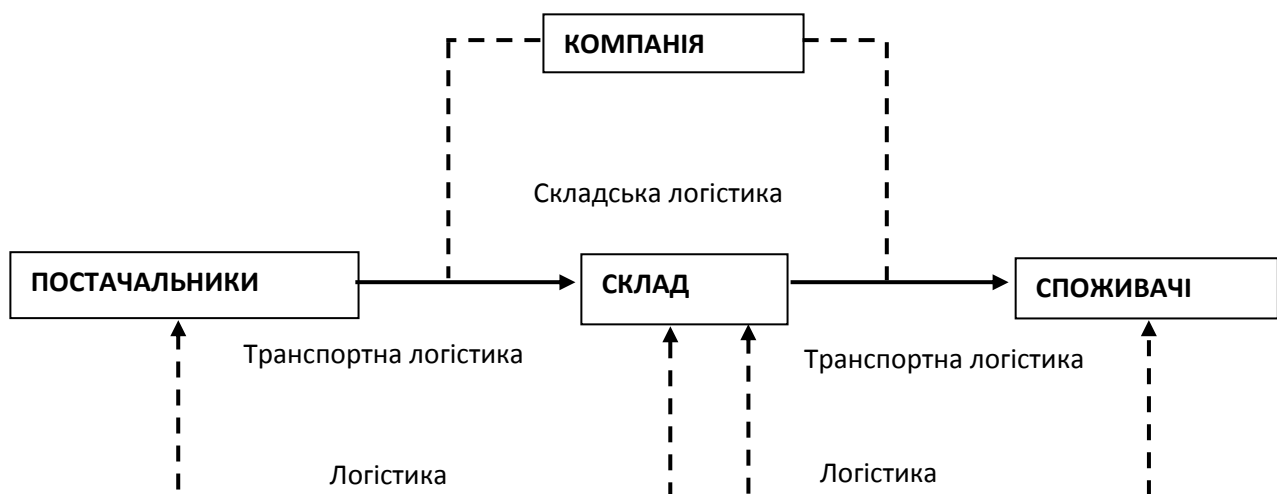 КОМПАНІЯ
Складська логістика
ПОСТАЧАЛЬНИКИ
СКЛАД
СПОЖИВАЧІ
Транспортна логістика
Транспортна логістика
Логістика
Логістика